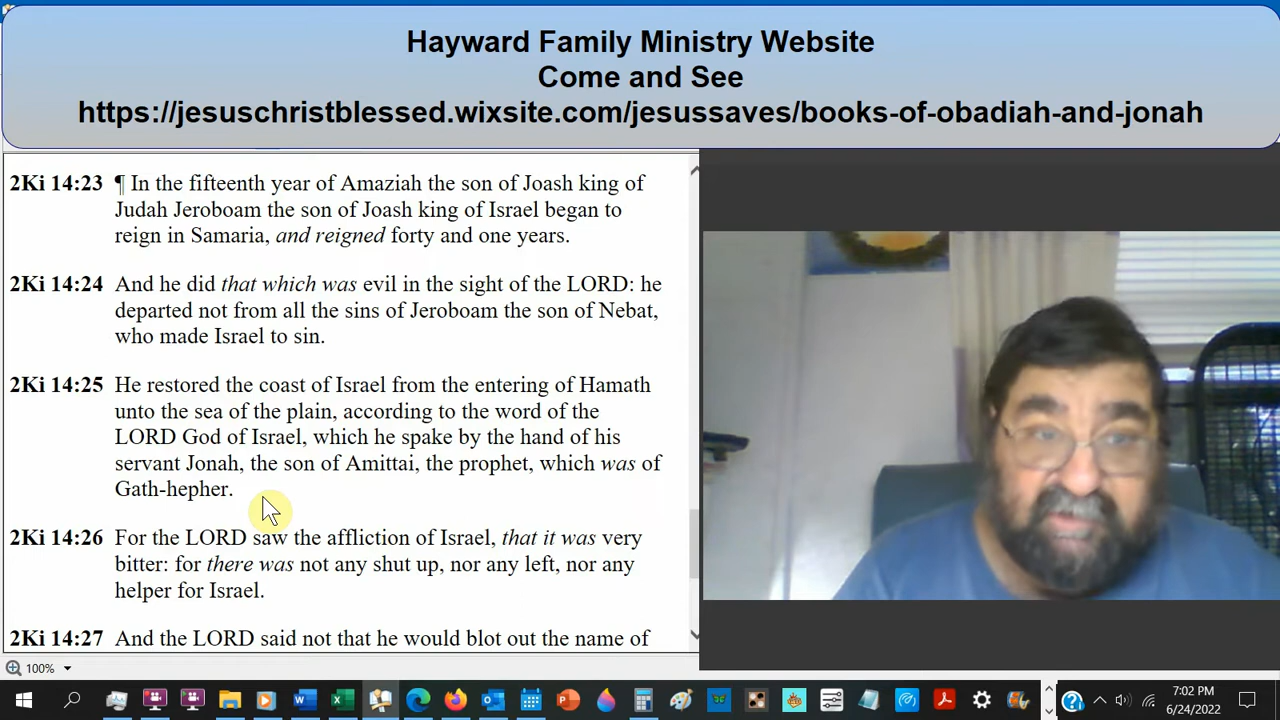 Hayward Family Ministry Website
Come and See
https://jesuschristblessed.wixsite.com/jesussaves/books-of-obadiah-and-jonah
2Ki 14:23 ¶ In the fifteenth year of Amaziah the son of Joash king of
Judah Jeroboam the son of Joash king of Israel began to
reign in Samaria, and reigned forty and one years.
2Ki 14:24 And he did that which was evil in the sight of the LORD: he
departed not from all the sins of Jeroboam the son of Nebat,
who made Israel to sin.
2Ki 14:25 He restored the coast of Israel from the entering of Hamath
unto the sea of the plain, according to the word of the
LORD God of Israel, which he spake by the hand of his
servant Jonah, the son of Amittai, the prophet, which was of
Gath-hepher.
2Ki 14:26 For the LORD saw the affliction of Israel, that it was very
bitter: for there was not any shut up, nor any left, nor any
helper for Israel.
2Ki 14:27 And the LORD said not that he would blot out the name of
100%
7:02 PM
6/24/2022